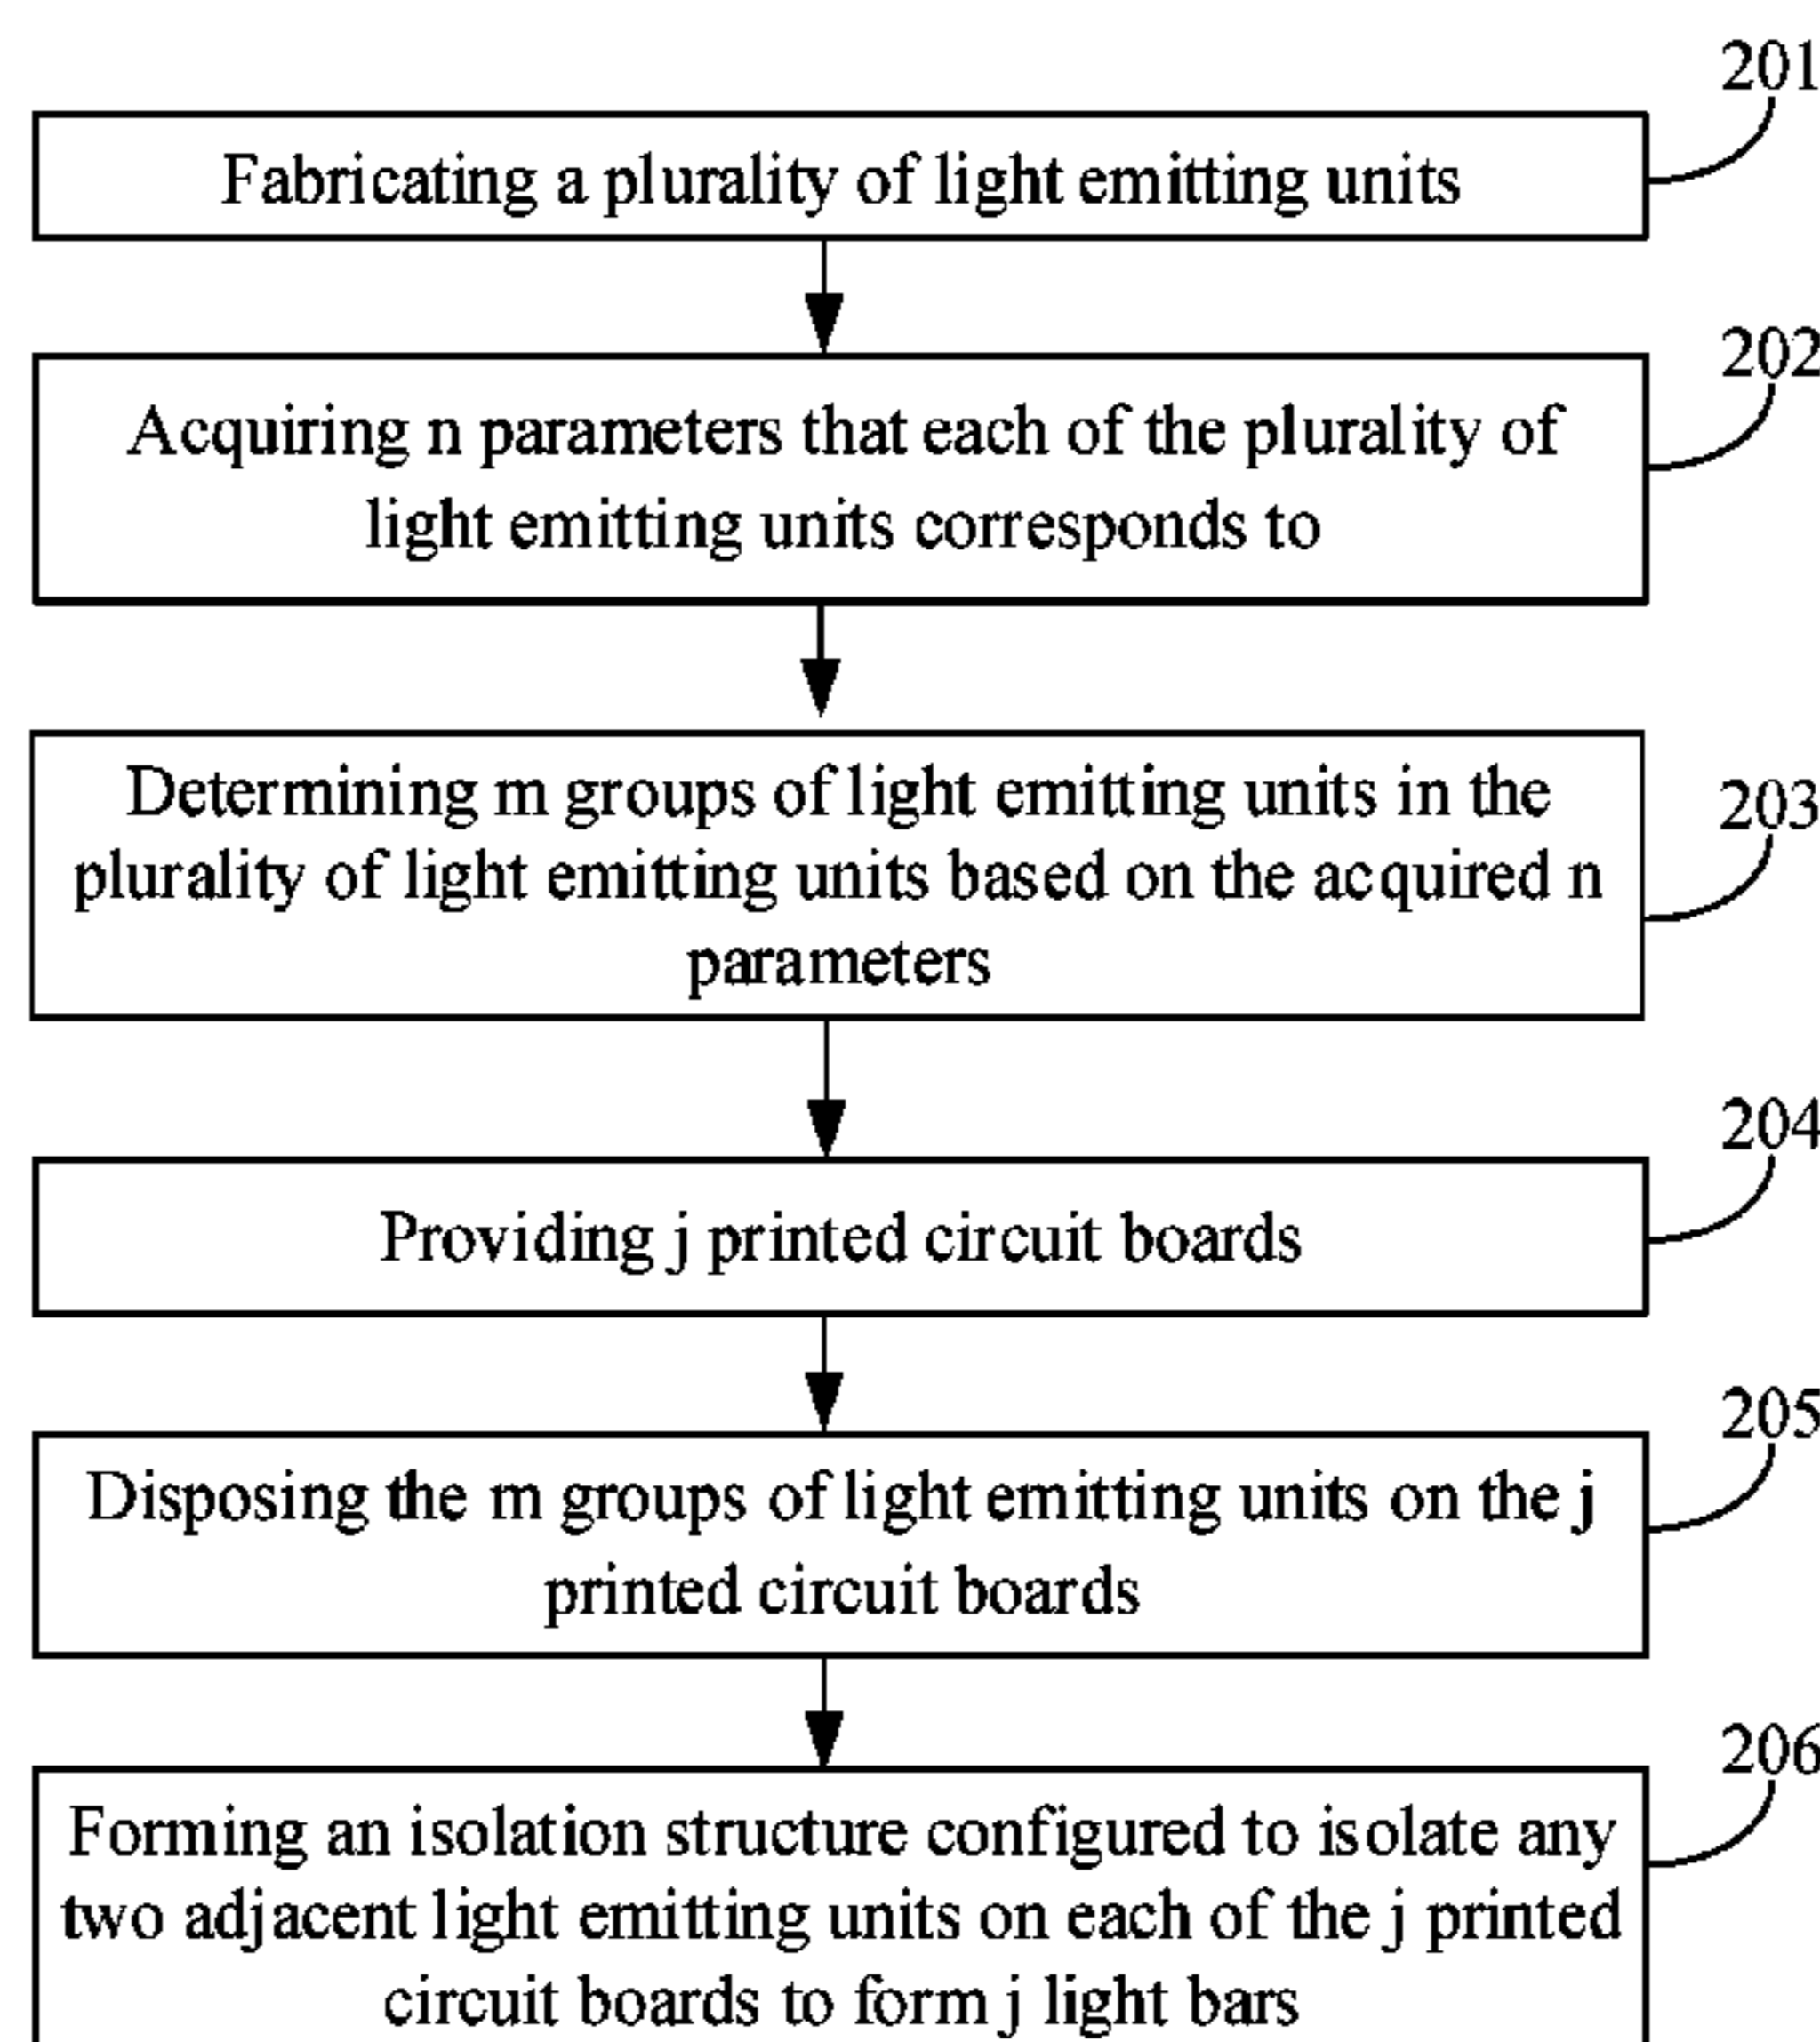 201
Fabricating a plurality of light emitting units
202
Acquiring n parameters that each of the plurality of
light emitting units corresponds to
203
Determining m groups of light emitting units in the
plurality of light emitting units based on the acquired n
parameters
204
Providing j printed circuit boards
205
Disposing the m groups of light emitting units on the j
printed circuit boards
206
Forming an isolation structure configured to isolate any
two adjacent light emitting units on each of the j printed
circuit boards to form j light bars